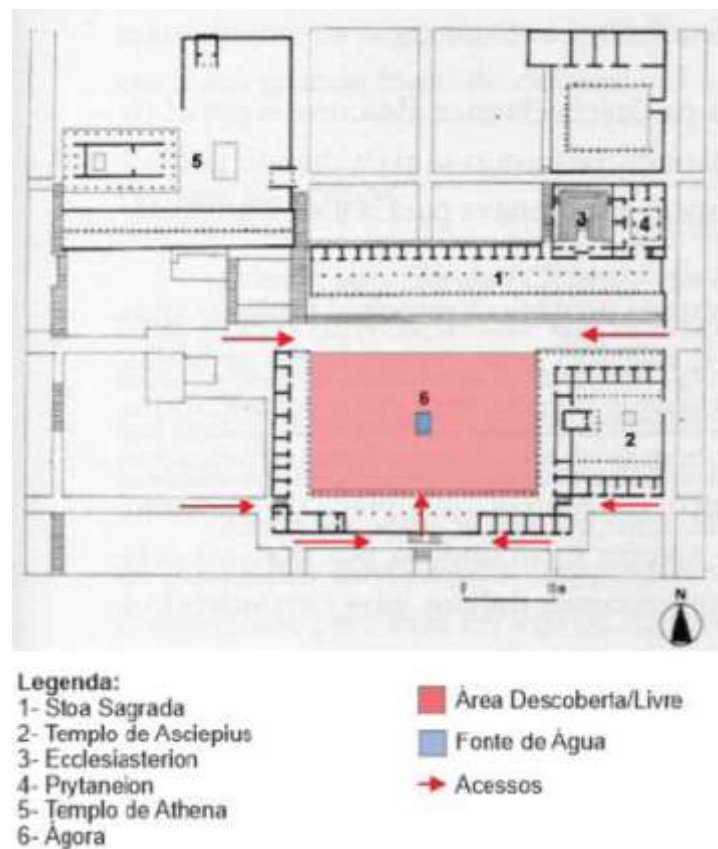 5
3
4
1
6
2
N
Legenda:
1- Stoa Sagrada
2- Templo de Asciepius
3- Ecclesiasterion
4- Prytaneion
5- Templo de Athena
6- Ágora
Área Descoberta/Livre
Fonte de Água
Acessos